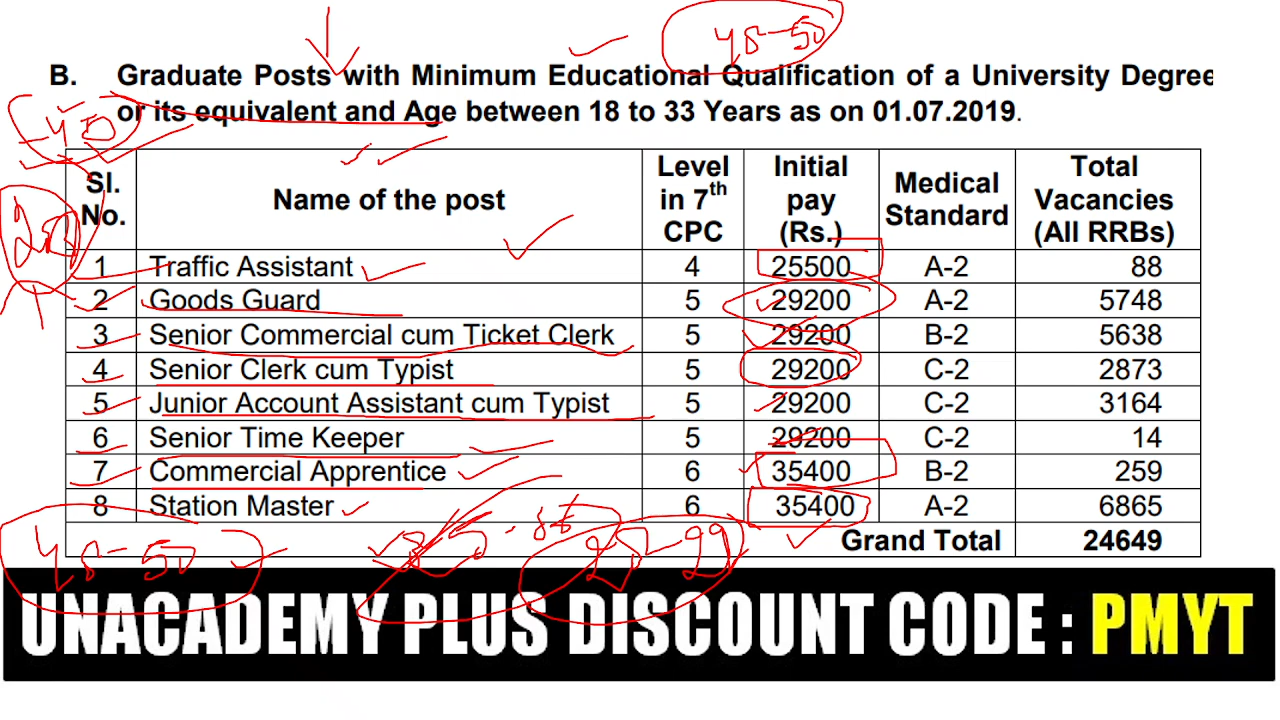 48-50
B. Graduate Posts with Minimum Educational Qualification of a University Degree
or its equivalent and Age between 18 to 33 Years as on 01.07.2019.
Sl. No. Name of the post Level in 7th CPC Initial pay (Rs.) Medical Standard Total Vacancies (All RRBs)
1 Traffic Assistant 4 25500 A-2 88
2 Goods Guard 5 29200 A-2 5748
3 Senior Commercial cum Ticket Clerk 5 29200 B-2 5638
4 Senior Clerk cum Typist 5 29200 C-2 2873
5 Junior Account Assistant cum Typist 5 29200 C-2 3164
6 Senior Time Keeper 5 29200 C-2 14
7 Commercial Apprentice 6 35400 B-2 259
8 Station Master 6 35400 A-2 6865
Grand Total 24649
48-50
UNACADEMY PLUS DISCOUNT CODE : PMYT